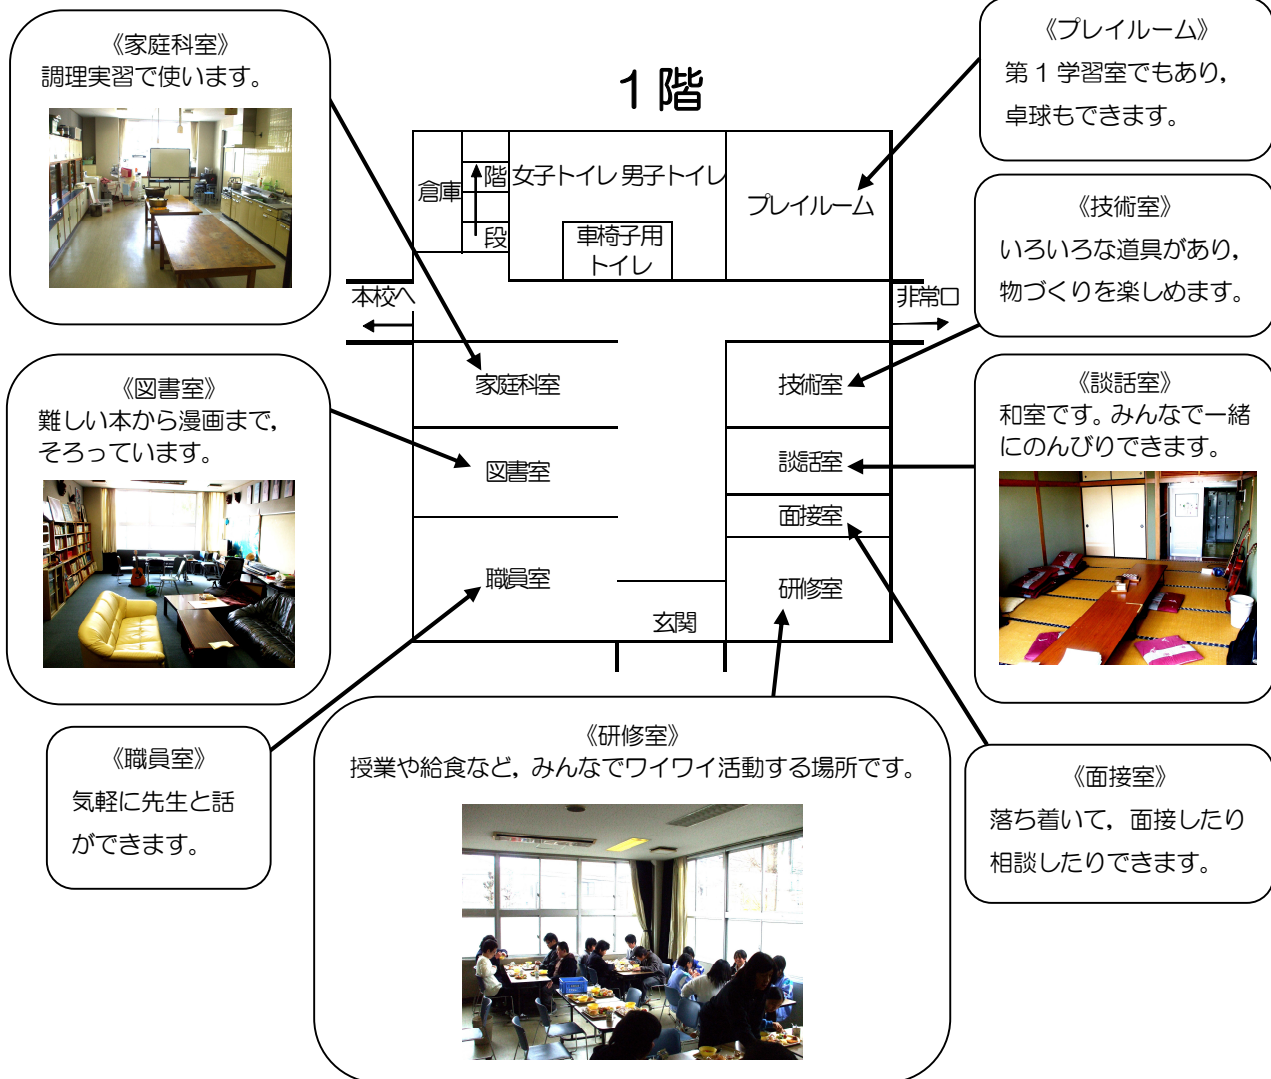 《家庭科室》
調理実習で使います。
1階
《プレイルーム》
第1学習室でもあり,
卓球もできます。
倉庫
階
段
女子トイレ 男子トイレ
車椅子用
トイレ
プレイルーム
《技術室》
いろいろな道具があり,
物づくりを楽しめます。
本校へ
非常口
《図書室》
難しい本から漫画まで,
そろっています。
家庭科室
技術室
《談話室》
和室です。みんなで一緒
にのんびりできます。
図書室
談話室
面接室
職員室
研修室
玄関
《職員室》
気軽に先生と話
ができます。
《研修室》
授業や給食など, みんなでワイワイ活動する場所です。
《面接室》
落ち着いて, 面接したり
相談したりできます。